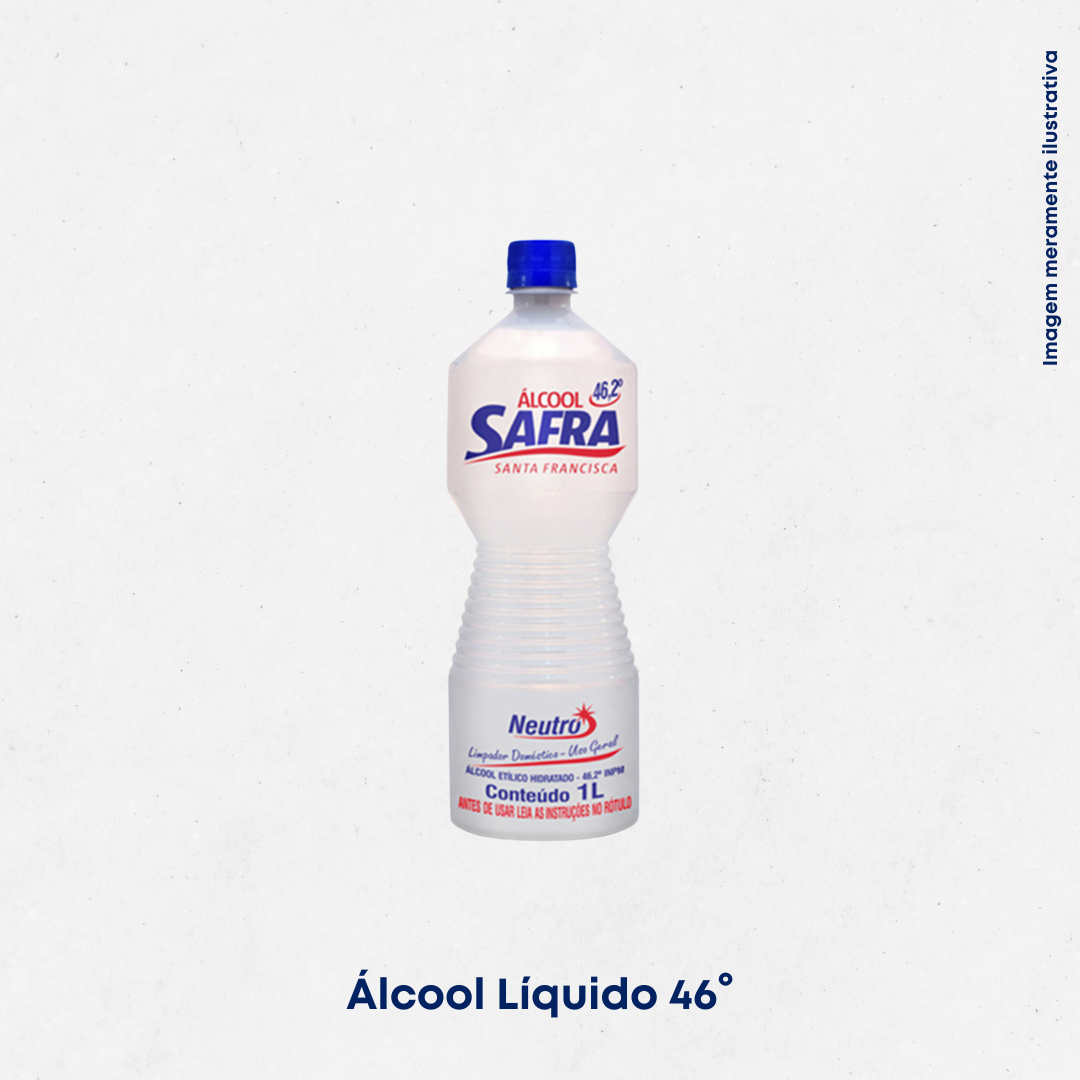 Imagem meramente ilustrativa
ÁLCOOL 46,2º
SAFRA
SANTA FRANCISCA
Neutro
Limpador Doméstico - Uso Geral
ÁLCOOL ETÍLICO HIDRATADO - 46,2º INPM
Conteúdo 1L
ANTES DE USAR LEIA AS INSTRUÇÕES NO RÓTULO
Álcool Líquido 46°